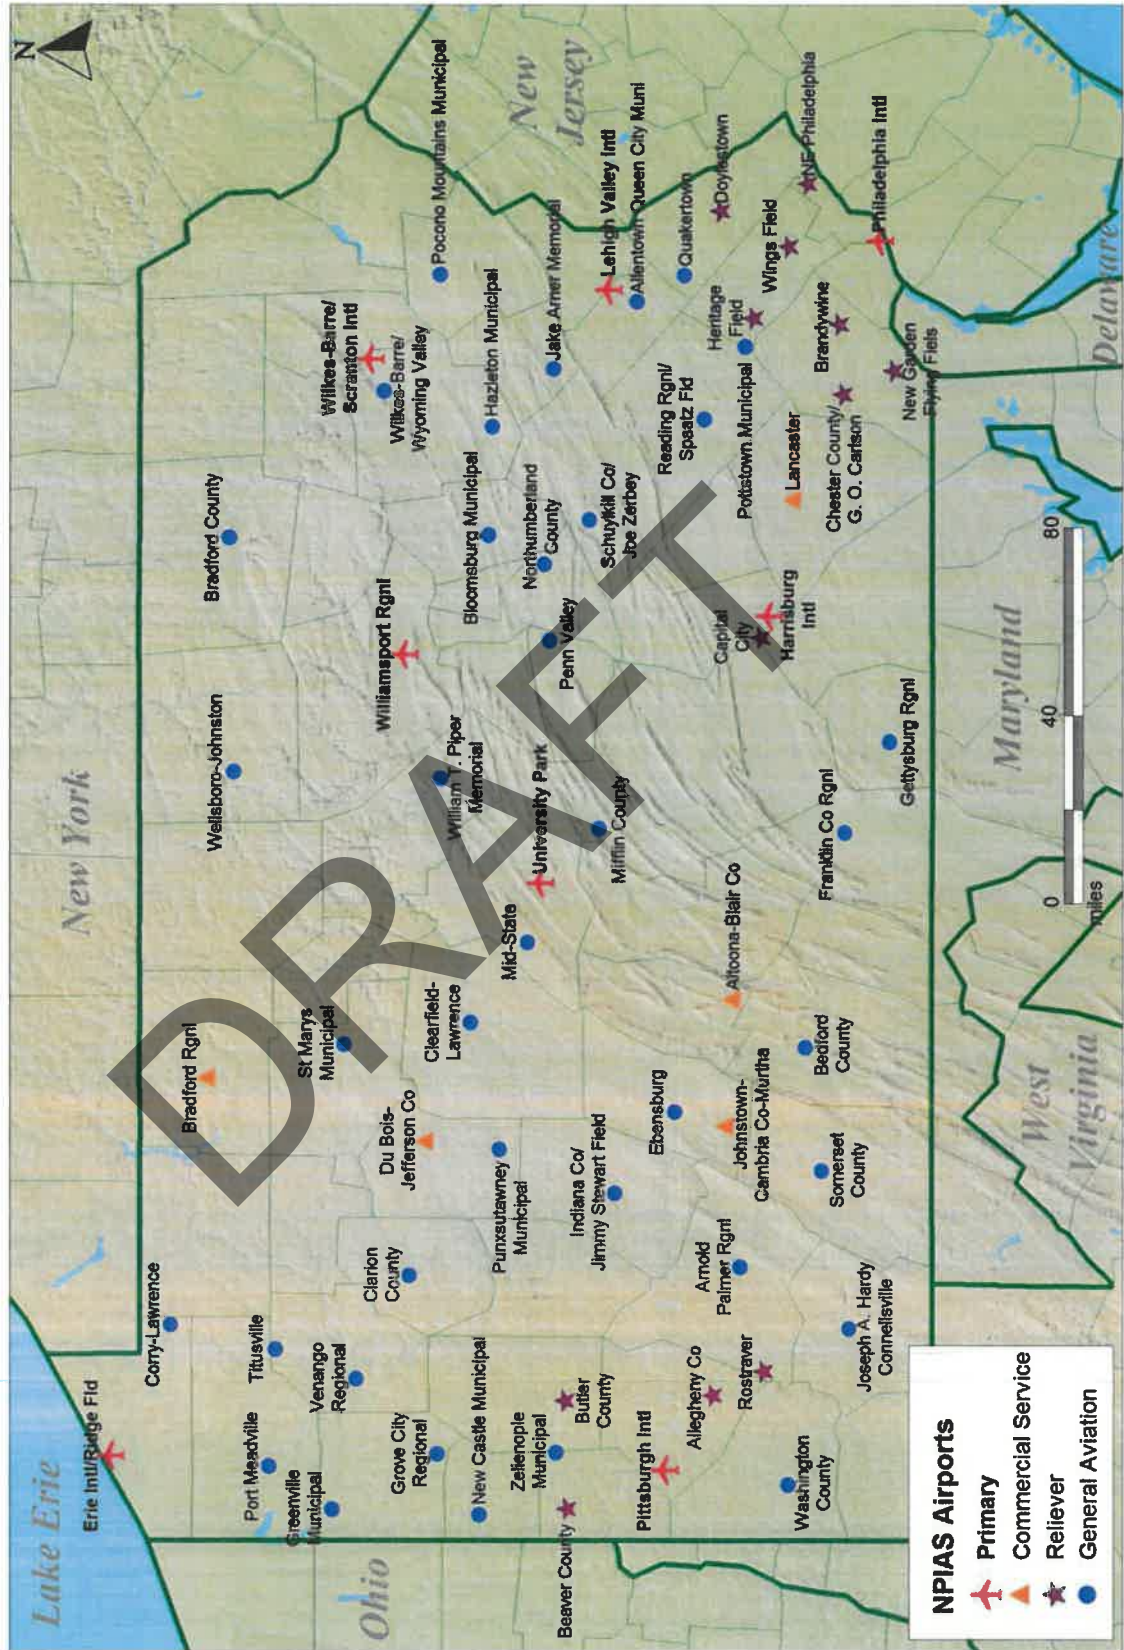 N
Lake Erie
New York
Ohio
New
Jersey
West
Virginia
Maryland
Delaware
DRAFT
Erie Intl/Ridge Fld
Corry-Lawrence
Port Meadville
Titusville
Greenville
Municipal
Venango
Regional
Grove City
Regional
Clarion
County
New Castle Municipal
Zelienople
Municipal
Butler
County
Beaver County
Pittsburgh Intl
Allegheny Co
Rostraver
Washington
County
Arnold
Palmer Rgnl
Joseph A. Hardy
Connellsville
Bradford Rgnl
St Marys
Municipal
Du Bois-
Jefferson Co
Clearfield-
Lawrence
Punxsutawney
Municipal
Indiana Co/
Jimmy Stewart Field
Ebensburg
Johnstown-
Cambria Co-Murtha
Somerset
County
Bedford
County
Altoona-Blair Co
Mid-State
University Park
Mifflin County
William T. Piper
Memorial
Wellsboro-Johnston
Williamsport Rgnl
Penn Valley
Franklin Co Rgnl
Gettysburg Rgnl
Capital
City
Harrisburg
Intl
Bradford County
Bloomsburg Municipal
Northumberland
County
Schuylkill Co/
Joe Zerbey
Wilkes-Barre/
Scranton Intl
Wilkes-Barre/
Wyoming Valley
Hazleton Municipal
Jake Arner Memorial
Pocono Mountains Municipal
Lehigh Valley Intl
Allentown Queen City Muni
Quakertown
Doylestown
NE Philadelphia
Philadelphia Intl
Wings Field
Heritage
Field
Pottstown Municipal
Reading Rgnl/
Spaatz Fld
Lancaster
Brandywine
Chester County/
G. O. Carlson
New Garden
Flying Fiels
NPIAS Airports
Primary
Commercial Service
Reliever
General Aviation
0
40
80
miles